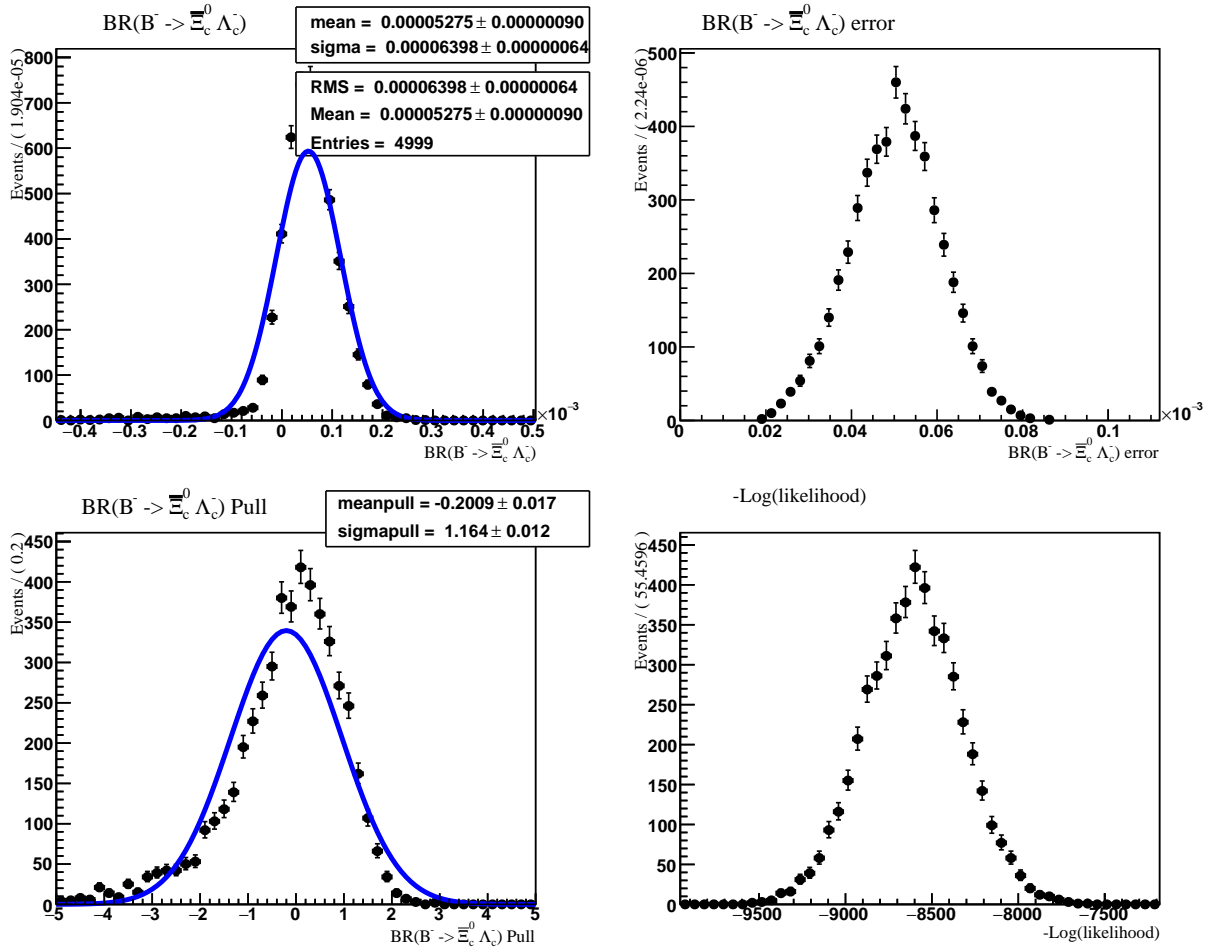 BR(B⁻ -> Ξ̅c⁰ Λc⁻)
mean = 0.00005275 ± 0.00000090
sigma = 0.00006398 ± 0.00000064
RMS = 0.00006398 ± 0.00000064
Mean = 0.00005275 ± 0.00000090
Entries = 4999
Events / ( 1.904e-05)
800
700
600
500
400
300
200
100
0
−0.4 −0.3 −0.2 −0.1 0 0.1 0.2 0.3 0.4 0.5
×10⁻³
BR(B⁻ -> Ξ̅c⁰ Λc⁻)
BR(B⁻ -> Ξ̅c⁰ Λc⁻) error
Events / ( 2.24e-06)
500
400
300
200
100
0
0 0.02 0.04 0.06 0.08 0.1
×10⁻³
BR(B⁻ -> Ξ̅c⁰ Λc⁻) error
BR(B⁻ -> Ξ̅c⁰ Λc⁻) Pull
meanpull = -0.2009 ± 0.017
sigmapull = 1.164 ± 0.012
Events / ( 0.2)
450
400
350
300
250
200
150
100
50
0
−5 −4 −3 −2 −1 0 1 2 3 4 5
BR(B⁻ -> Ξ̅c⁰ Λc⁻) Pull
-Log(likelihood)
Events / ( 55.4596)
450
400
350
300
250
200
150
100
50
0
−9500 −9000 −8500 −8000 −7500
-Log(likelihood)